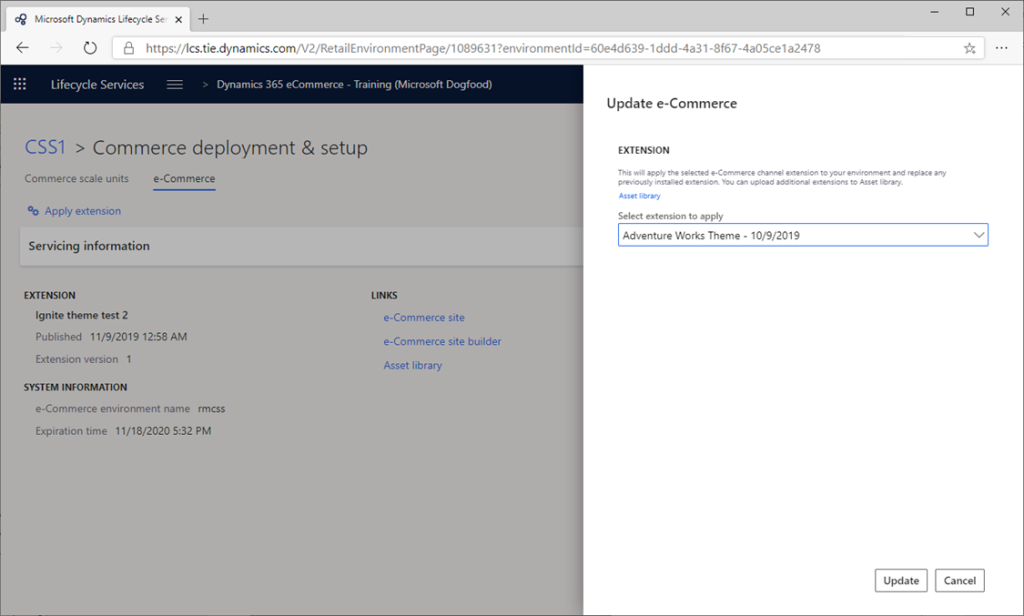 Microsoft Dynamics Lifecycle Ser
https://lcs.tie.dynamics.com/V2/RetailEnvironmentPage/1089631?environmentId=60e4d639-1ddd-4a31-8f67-4a05ce1a2478
Lifecycle Services > Dynamics 365 eCommerce - Training (Microsoft Dogfood)
CSS1 > Commerce deployment & setup
Commerce scale units e-Commerce
Apply extension
Servicing information
EXTENSION
Ignite theme test 2
Published 11/9/2019 12:58 AM
Extension version 1
SYSTEM INFORMATION
e-Commerce environment name rmcss
Expiration time 11/18/2020 5:32 PM
LINKS
e-Commerce site
e-Commerce site builder
Asset library
Update e-Commerce
EXTENSION
This will apply the selected e-Commerce channel extension to your environment and replace any
previously installed extension. You can upload additional extensions to Asset library.
Asset library
Select extension to apply
Adventure Works Theme - 10/9/2019
Update Cancel